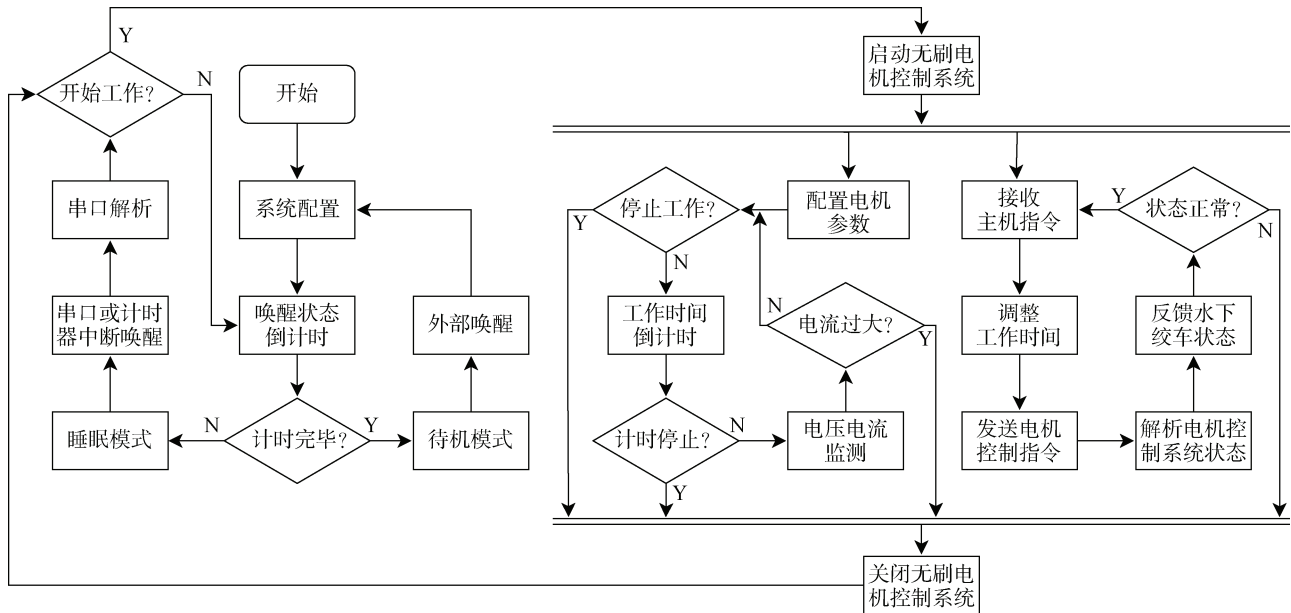 Y
启动无刷电
机控制系统
开始工作?
N
开始
串口解析
系统配置
停止工作?
Y
N
配置电机
参数
接收
主机指令
Y
状态正常?
N
串口或计时
器中断唤醒
唤醒状态
倒计时
外部唤醒
工作时间
倒计时
N
电流过大?
Y
调整
工作时间
反馈水下
绞车状态
睡眠模式
N
计时完毕?
Y
待机模式
计时停止?
N
Y
电压电流
监测
发送电机
控制指令
解析电机控
制系统状态
关闭无刷电
机控制系统